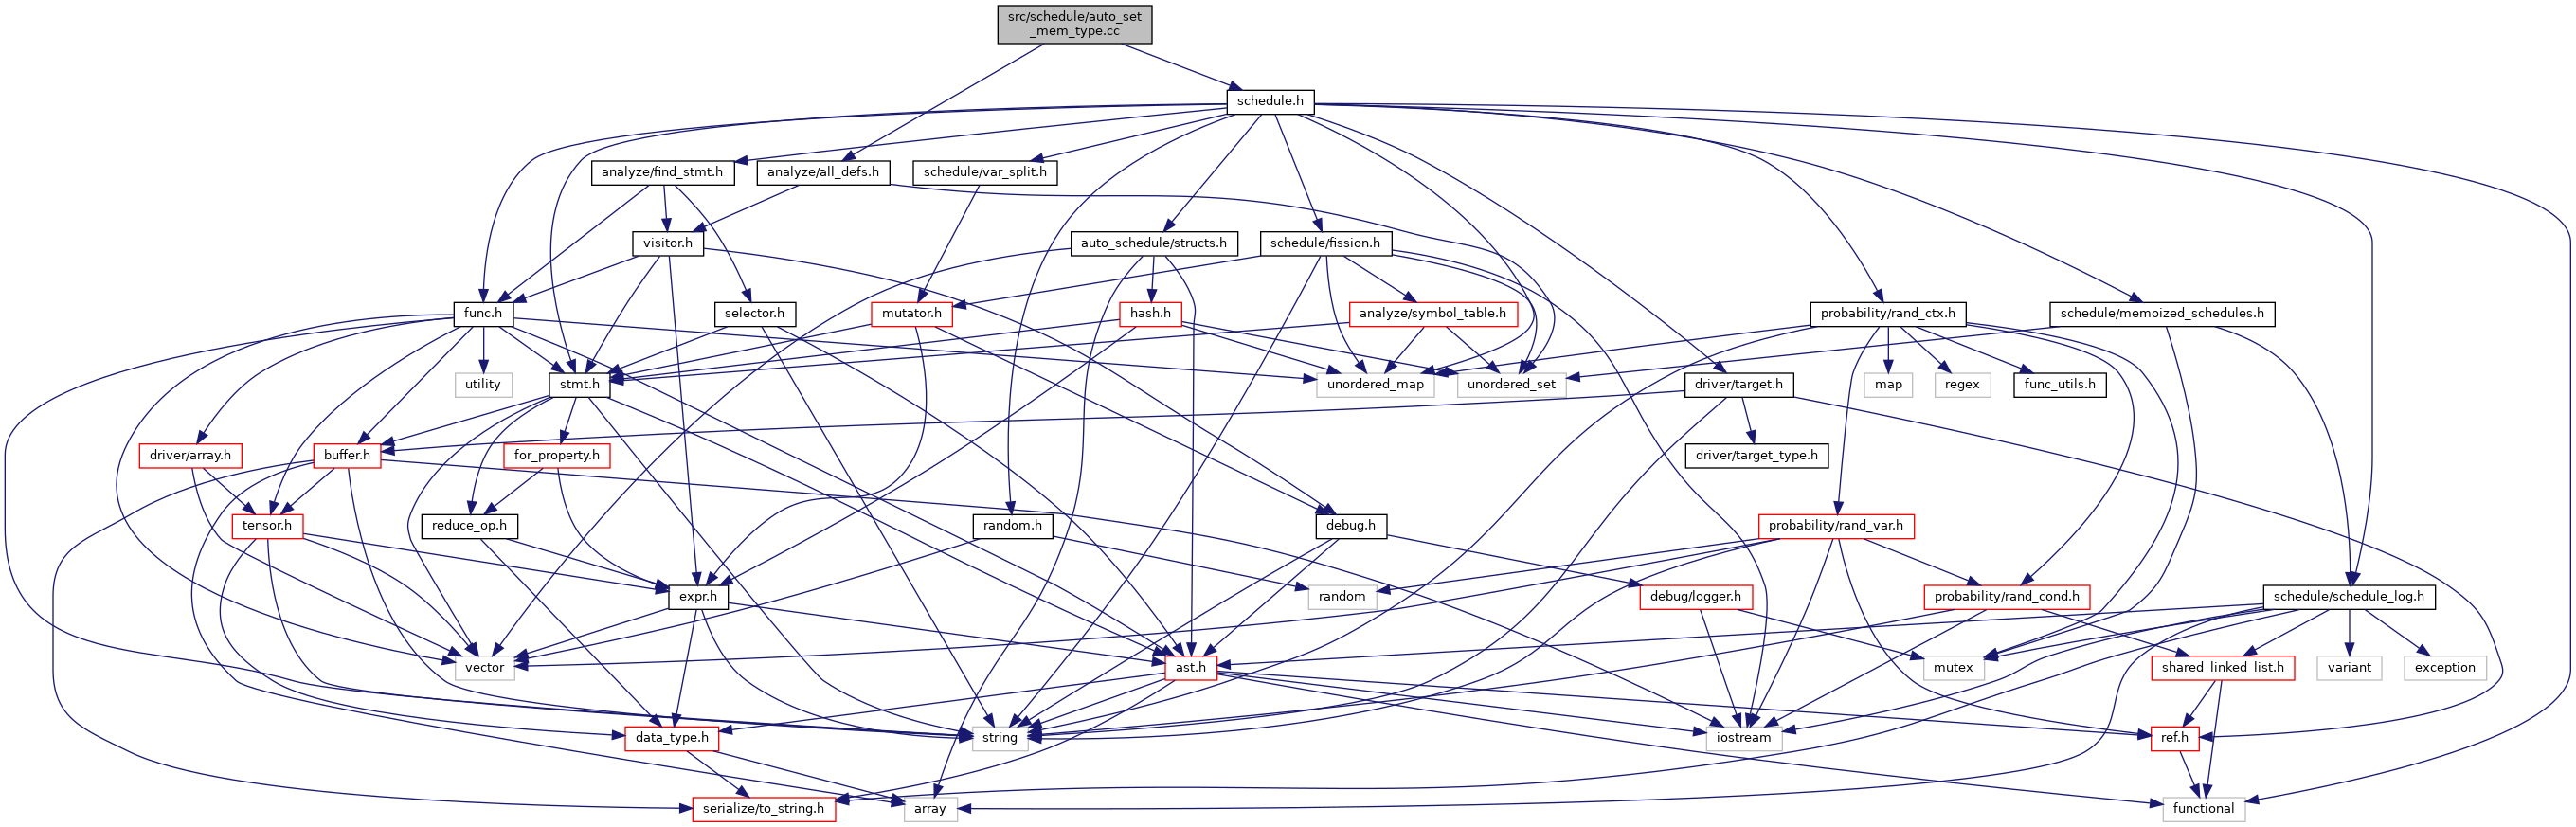 src/schedule/auto_set
_mem_type.cc
schedule.h
analyze/find_stmt.h
analyze/all_defs.h
schedule/var_split.h
visitor.h
auto_schedule/structs.h
schedule/fission.h
func.h
selector.h
mutator.h
hash.h
analyze/symbol_table.h
probability/rand_ctx.h
schedule/memoized_schedules.h
utility
stmt.h
unordered_map
unordered_set
driver/target.h
map
regex
func_utils.h
driver/array.h
buffer.h
for_property.h
driver/target_type.h
tensor.h
reduce_op.h
random.h
debug.h
probability/rand_var.h
expr.h
random
debug/logger.h
probability/rand_cond.h
schedule/schedule_log.h
vector
ast.h
mutex
shared_linked_list.h
variant
exception
data_type.h
string
iostream
ref.h
serialize/to_string.h
array
functional